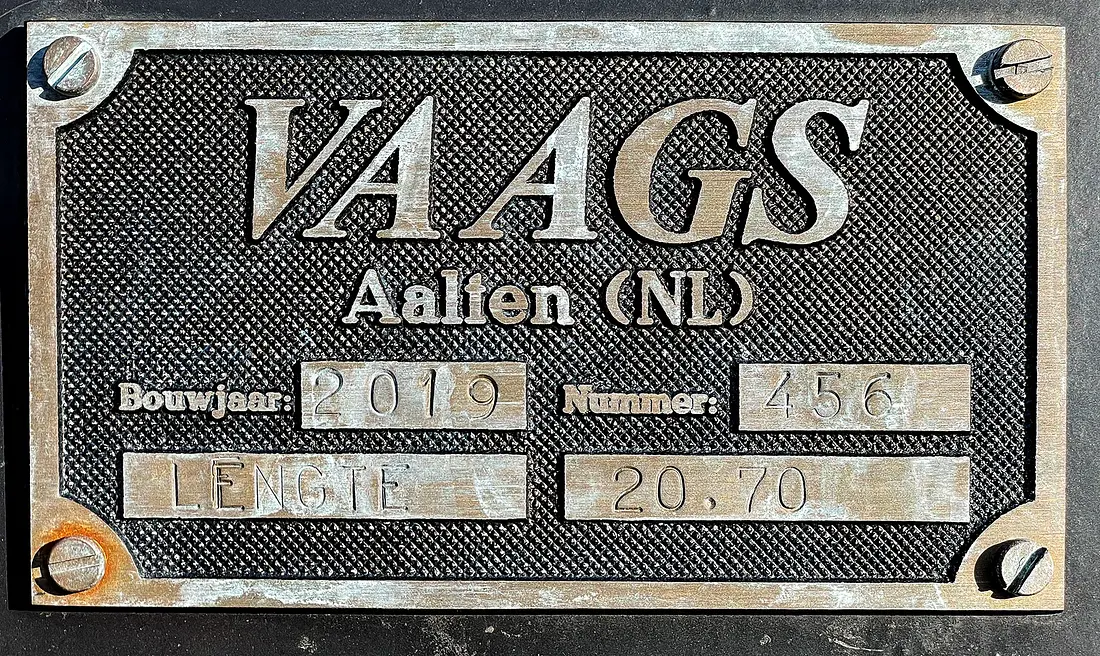 VAAGS
Aalten (NL)
Bouwjaar: 2019 Nummer: 456
LENGTE 20.70